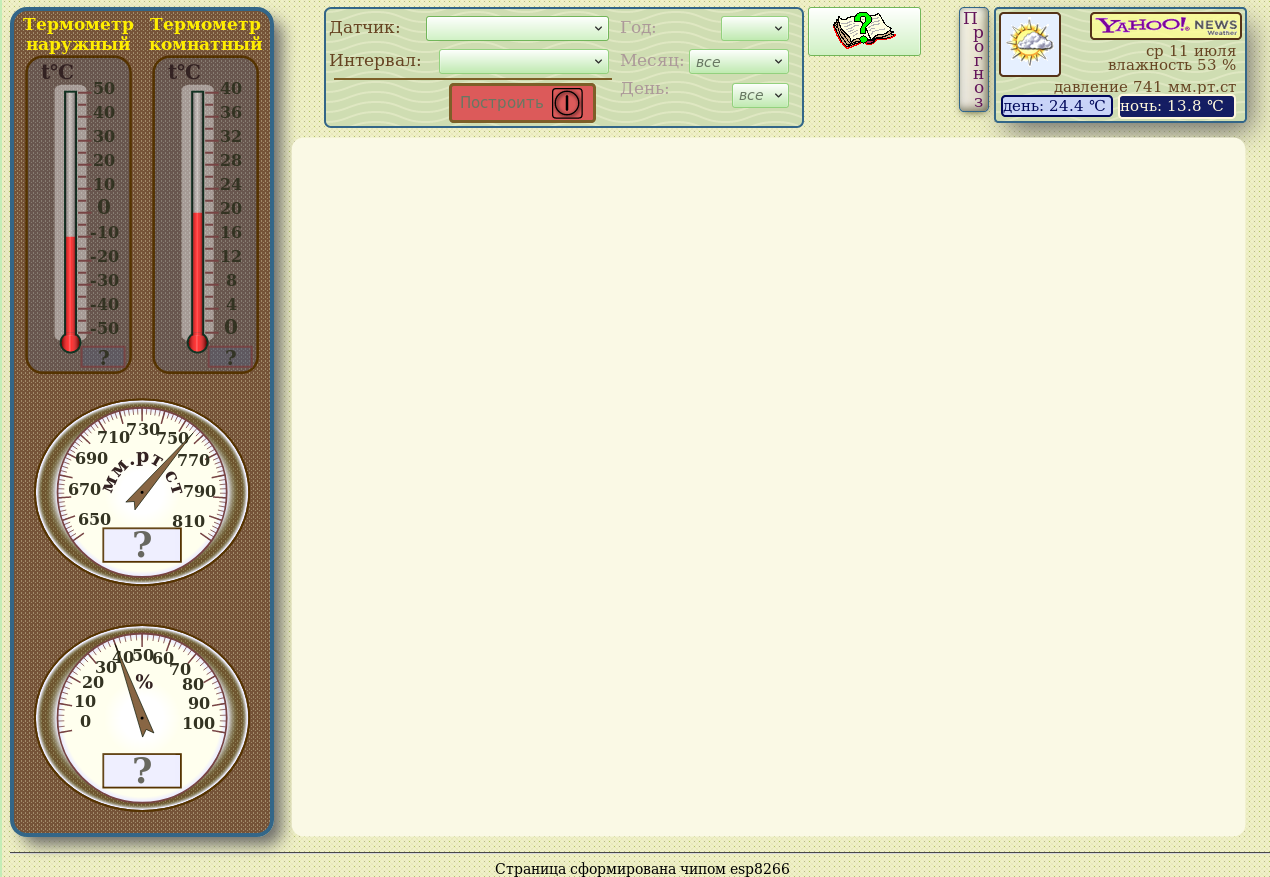 Термометр
наружный
Термометр
комнатный
t°C
50
40
30
20
10
0
-10
-20
-30
-40
-50
?
t°C
40
36
32
28
24
20
16
12
8
4
0
?
650
670
690
710
730
750
770
790
810
мм.рт ст
?
0
10
20
30
40
50
60
70
80
90
100
%
?
Датчик:
Интервал:
Построить
Год:
Месяц: все
День: все
?
Прогноз
YAHOO! NEWS
Weather
ср 11 июля
влажность 53 %
давление 741 мм.рт.ст
день: 24.4 ℃
ночь: 13.8 ℃
Страница сформирована чипом esp8266